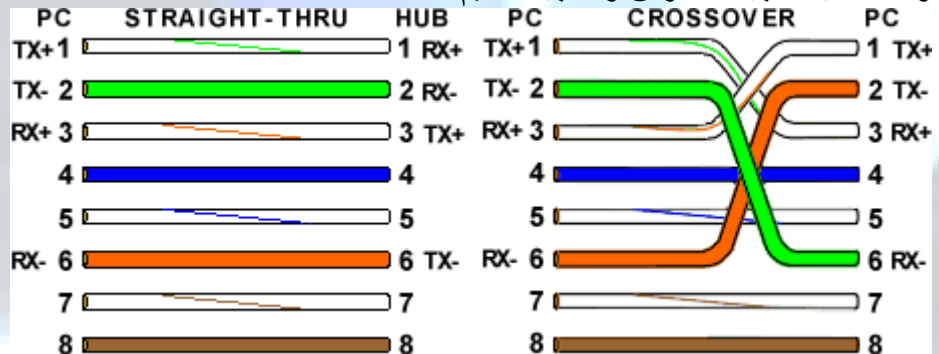 PC STRAIGHT-THRU HUB PC CROSSOVER PC
TX+ 1 1 RX+ TX+ 1 1 TX+
TX- 2 2 RX- TX- 2 2 TX-
RX+ 3 3 TX+ RX+ 3 3 RX+
4 4 4 4
5 5 5 5
RX- 6 6 TX- RX- 6 6 RX-
7 7 7 7
8 8 8 8